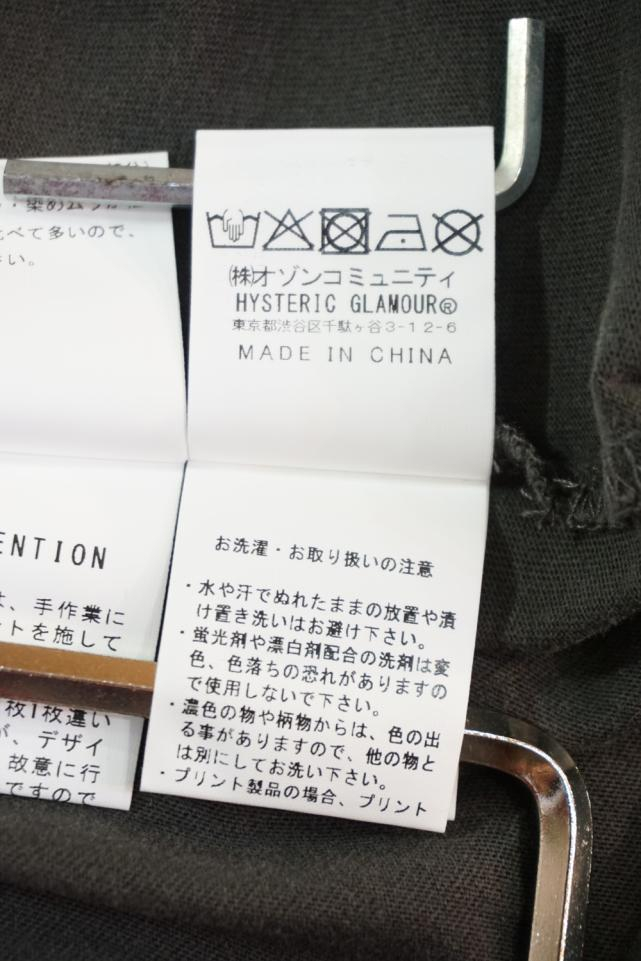 染めムラが
比べて多いので、
さい。
ENTION
は、手作業に
ントを施して
枚1枚違い
が、デザイ
故意に行
ですので
㈱オゾンコミュニティ
HYSTERIC GLAMOUR®
東京都渋谷区千駄ヶ谷3-12-6
MADE IN CHINA
お洗濯・お取り扱いの注意
・水や汗でぬれたままの放置や漬
け置き洗いはお避け下さい。
・蛍光剤や漂白剤配合の洗剤は変
色、色落ちの恐れがありますの
で使用しないで下さい。
・濃色の物や柄物からは、色の出
る事がありますので、他の物と
は別にしてお洗い下さい。
・プリント製品の場合、プリント